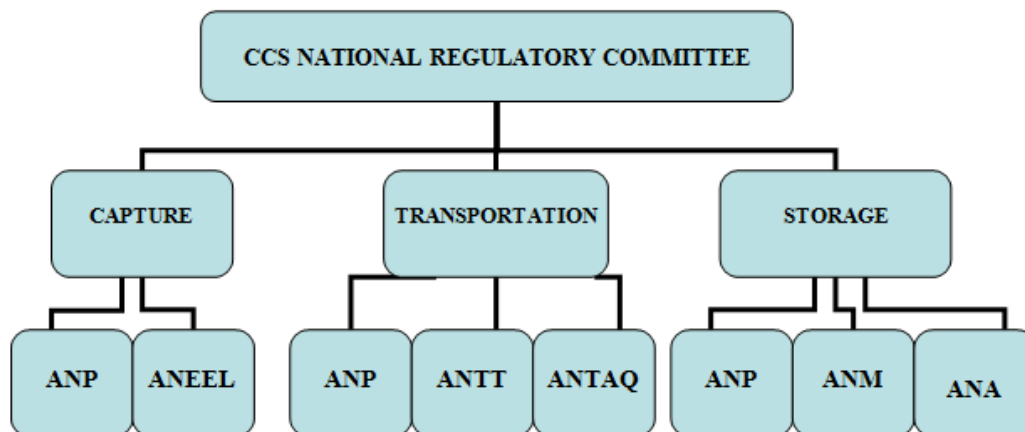 CCS NATIONAL REGULATORY COMMITTEE
CAPTURE
TRANSPORTATION
STORAGE
ANP
ANEEL
ANP
ANTT
ANTAQ
ANP
ANM
ANA